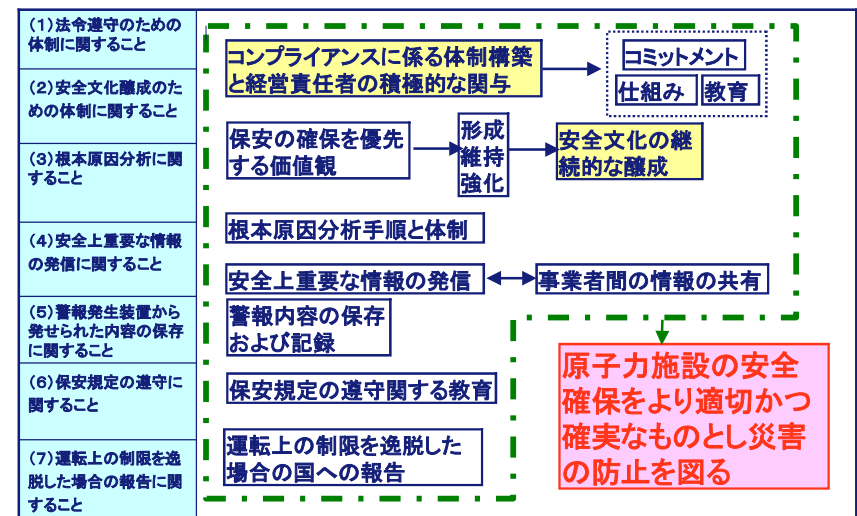 (1)法令遵守のための
体制に関すること
(2)安全文化醸成のた
めの体制に関すること
(3)根本原因分析に関
すること
(4)安全上重要な情報
の発信に関すること
(5)警報発生装置から
発せられた内容の保存
に関すること
(6)保安規定の遵守に
関すること
(7)運転上の制限を逸
脱した場合の報告に関
すること
コンプライアンスに係る体制構築
と経営責任者の積極的な関与
コミットメント
仕組み
教育
保安の確保を優先
する価値観
形成
維持
強化
安全文化の継
続的な醸成
根本原因分析手順と体制
安全上重要な情報の発信
事業者間の情報の共有
警報内容の保存
および記録
保安規定の遵守関する教育
運転上の制限を逸脱した
場合の国への報告
原子力施設の安全
確保をより適切かつ
確実なものとし災害
の防止を図る